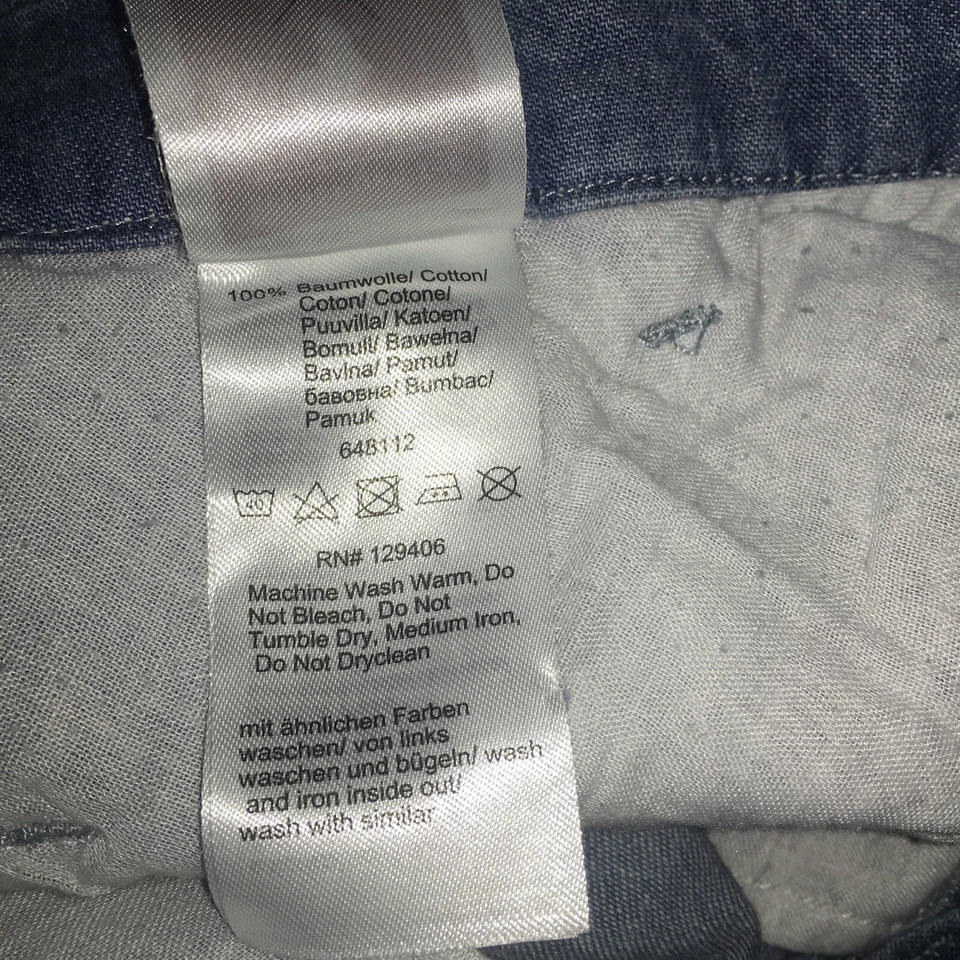 100% Baumwolle/ Cotton/
Coton/ Cotone/
Puuvilla/ Katoen/
Bomull/ Bawełna/
Bavlna/ Pamut/
бавовна/ Bumbac/
Pamuk
648112
40
RN# 129406
Machine Wash Warm, Do
Not Bleach, Do Not
Tumble Dry, Medium Iron,
Do Not Dryclean
mit ähnlichen Farben
waschen/ von links
waschen und bügeln/ wash
and iron inside out/
wash with similar